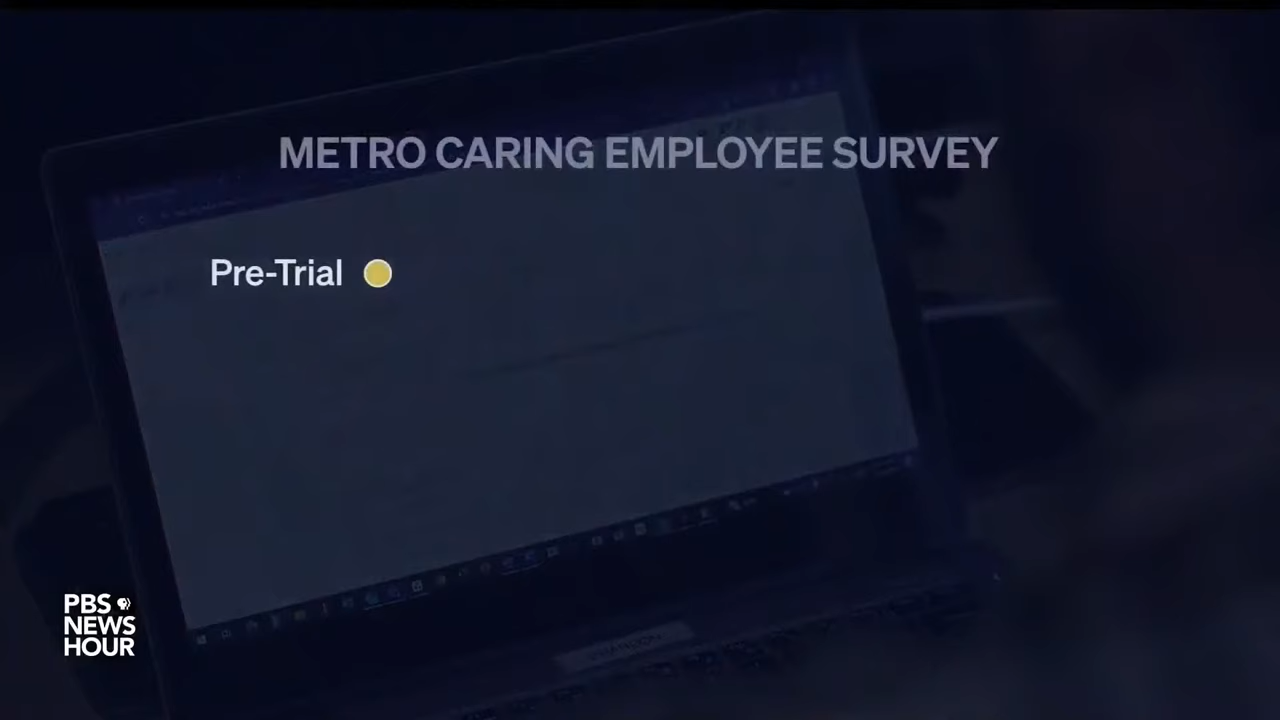 METRO CARING EMPLOYEE SURVEY
Pre-Trial
PBS
NEWS
HOUR